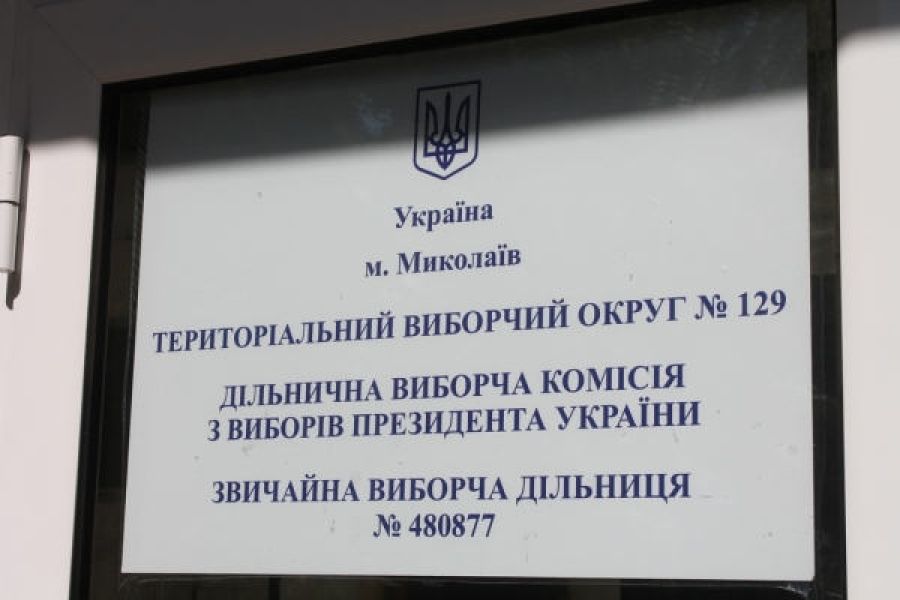 Україна
м. Миколаїв
ТЕРИТОРІАЛЬНИЙ ВИБОРЧИЙ ОКРУГ № 129
ДІЛЬНИЧНА ВИБОРЧА КОМІСІЯ
З ВИБОРІВ ПРЕЗИДЕНТА УКРАЇНИ
ЗВИЧАЙНА ВИБОРЧА ДІЛЬНИЦЯ
№ 480877